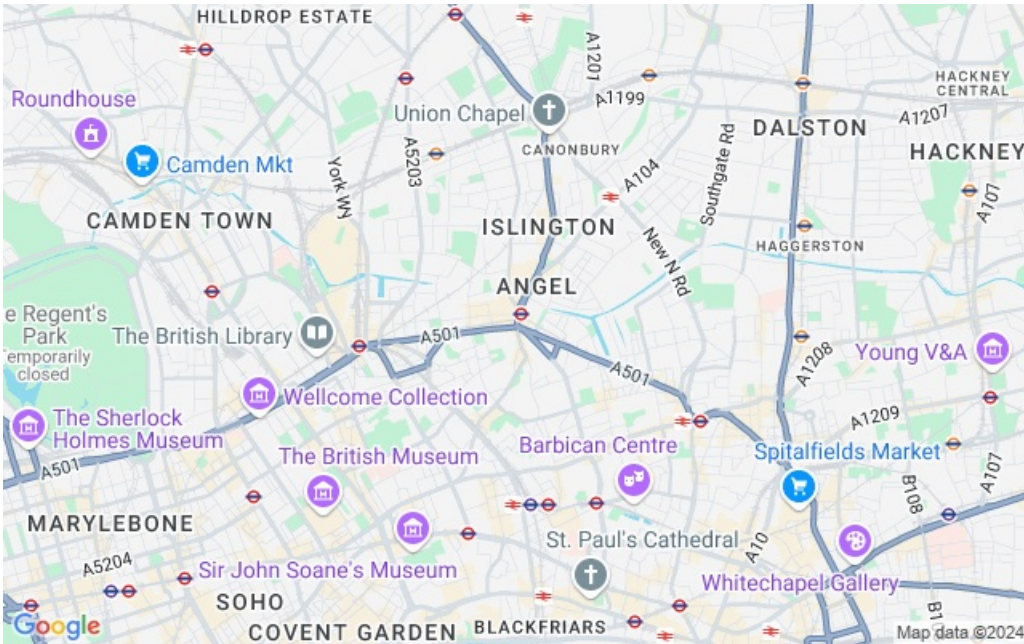 HILLDROP ESTATE
A1201
Roundhouse
Union Chapel
A1199
HACKNEY
CENTRAL
A1207
DALSTON
Camden Mkt
York Wy
A5203
CANONBURY
A104
Southgate Rd
HACKNEY
A107
CAMDEN TOWN
ISLINGTON
New N Rd
HAGGERSTON
ANGEL
e Regent's
Park
Temporarily
closed
The British Library
A501
A501
A1208
Young V&A
Wellcome Collection
The Sherlock
Holmes Museum
A501
A1209
Barbican Centre
Spitalfields Market
The British Museum
B108
A107
MARYLEBONE
St. Paul's Cathedral
A10
A5204
Sir John Soane's Museum
Whitechapel Gallery
SOHO
B1
Google
COVENT GARDEN
BLACKFRIARS
Map data ©2024